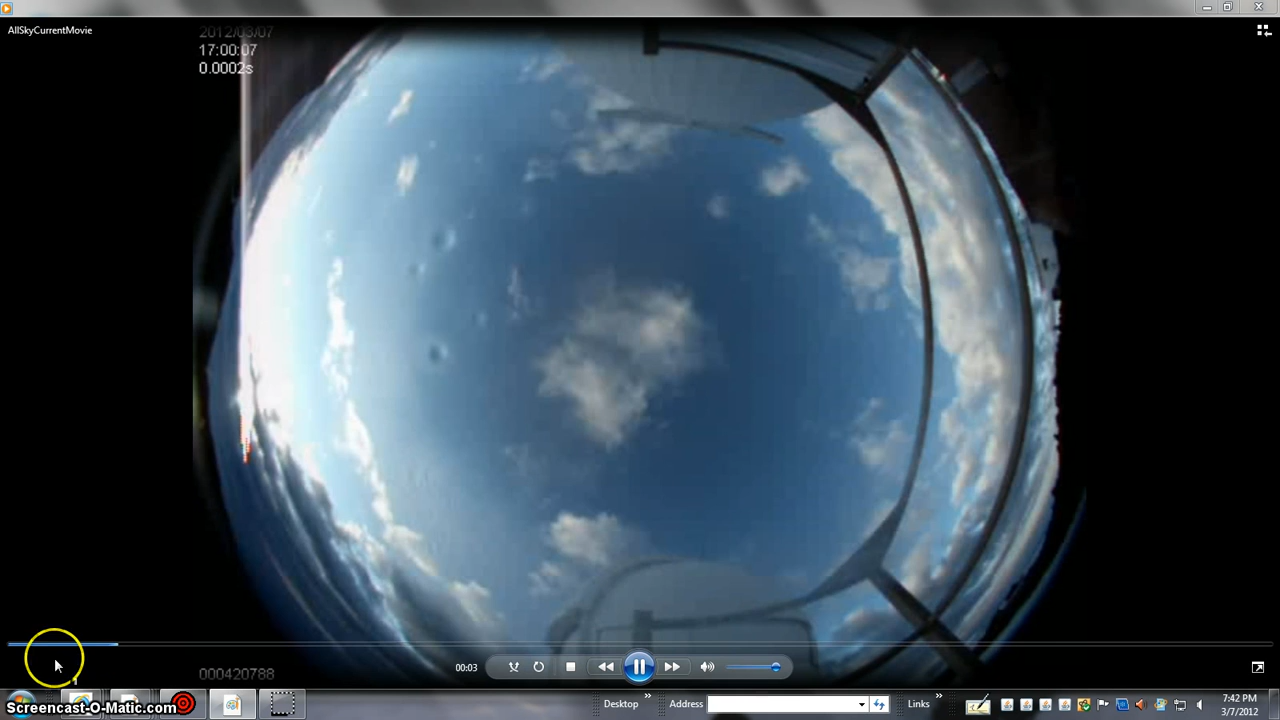 AllSkyCurrentMovie
2012/03/07
17:00:07
0.0002s
00:03
000420788
Screencast-O-Matic.com
Desktop
»
Address
Links
»
7:42 PM
3/7/2012